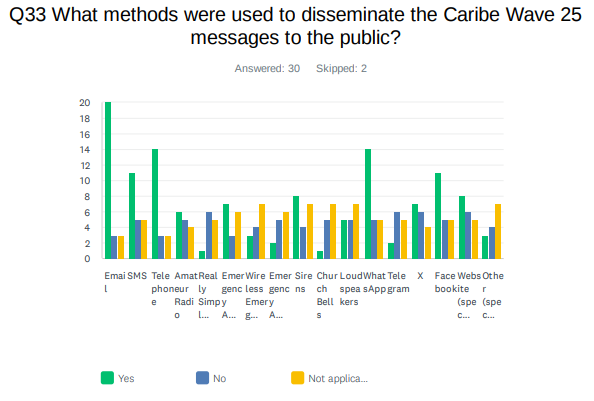 Q33 What methods were used to disseminate the Caribe Wave 25
messages to the public?
Answered: 30 Skipped: 2
20
18
16
14
12
10
8
6
4
2
0
Emai
l
SMS
Tele
phon
e
Amat
eur
Radi
o
Real
ly
Simp
l...
Emer
genc
y
A...
Wire
less
Emer
g...
Emer
genc
y
A...
Sire
ns
Chur
ch
Bell
s
Loud
spea
kers
What
sApp
Tele
gram
X
Face
book
Webs
ite
(spe
c...
Othe
r
(spe
c...
Yes
No
Not applica...